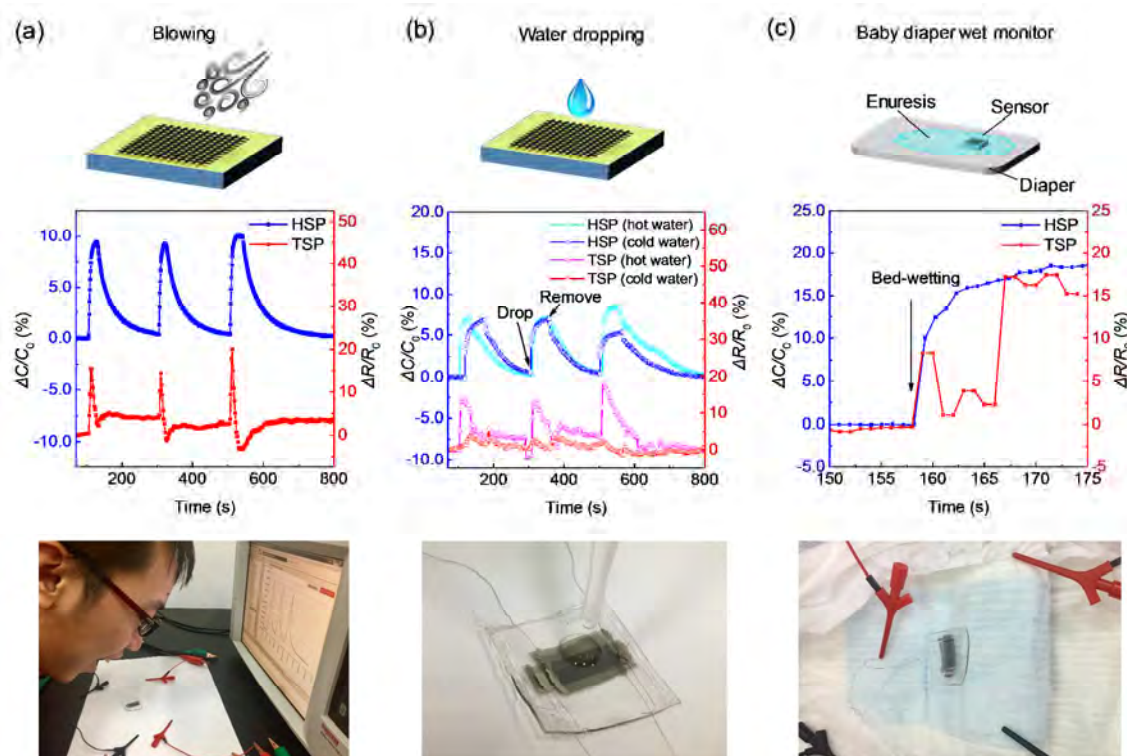 (a)
Blowing
(b)
Water dropping
(c)
Baby diaper wet monitor
Enuresis
Sensor
Diaper
HSP
TSP
10.0
5.0
0.0
-5.0
-10.0
50
40
30
20
10
0
ΔC/C₀ (%)
ΔR/R₀ (%)
200
400
600
800
Time (s)
20.0
15.0
10.0
5.0
0.0
-5.0
-10.0
60
50
40
30
20
10
0
HSP (hot water)
HSP (cold water)
TSP (hot water)
TSP (cold water)
Drop
Remove
ΔC/C₀ (%)
ΔR/R₀ (%)
200
400
600
800
Time (s)
25.0
20.0
15.0
10.0
5.0
0.0
-5.0
25
20
15
10
5
0
-5
HSP
TSP
Bed-wetting
ΔC/C₀ (%)
ΔR/R₀ (%)
150
155
160
165
170
175
Time (s)